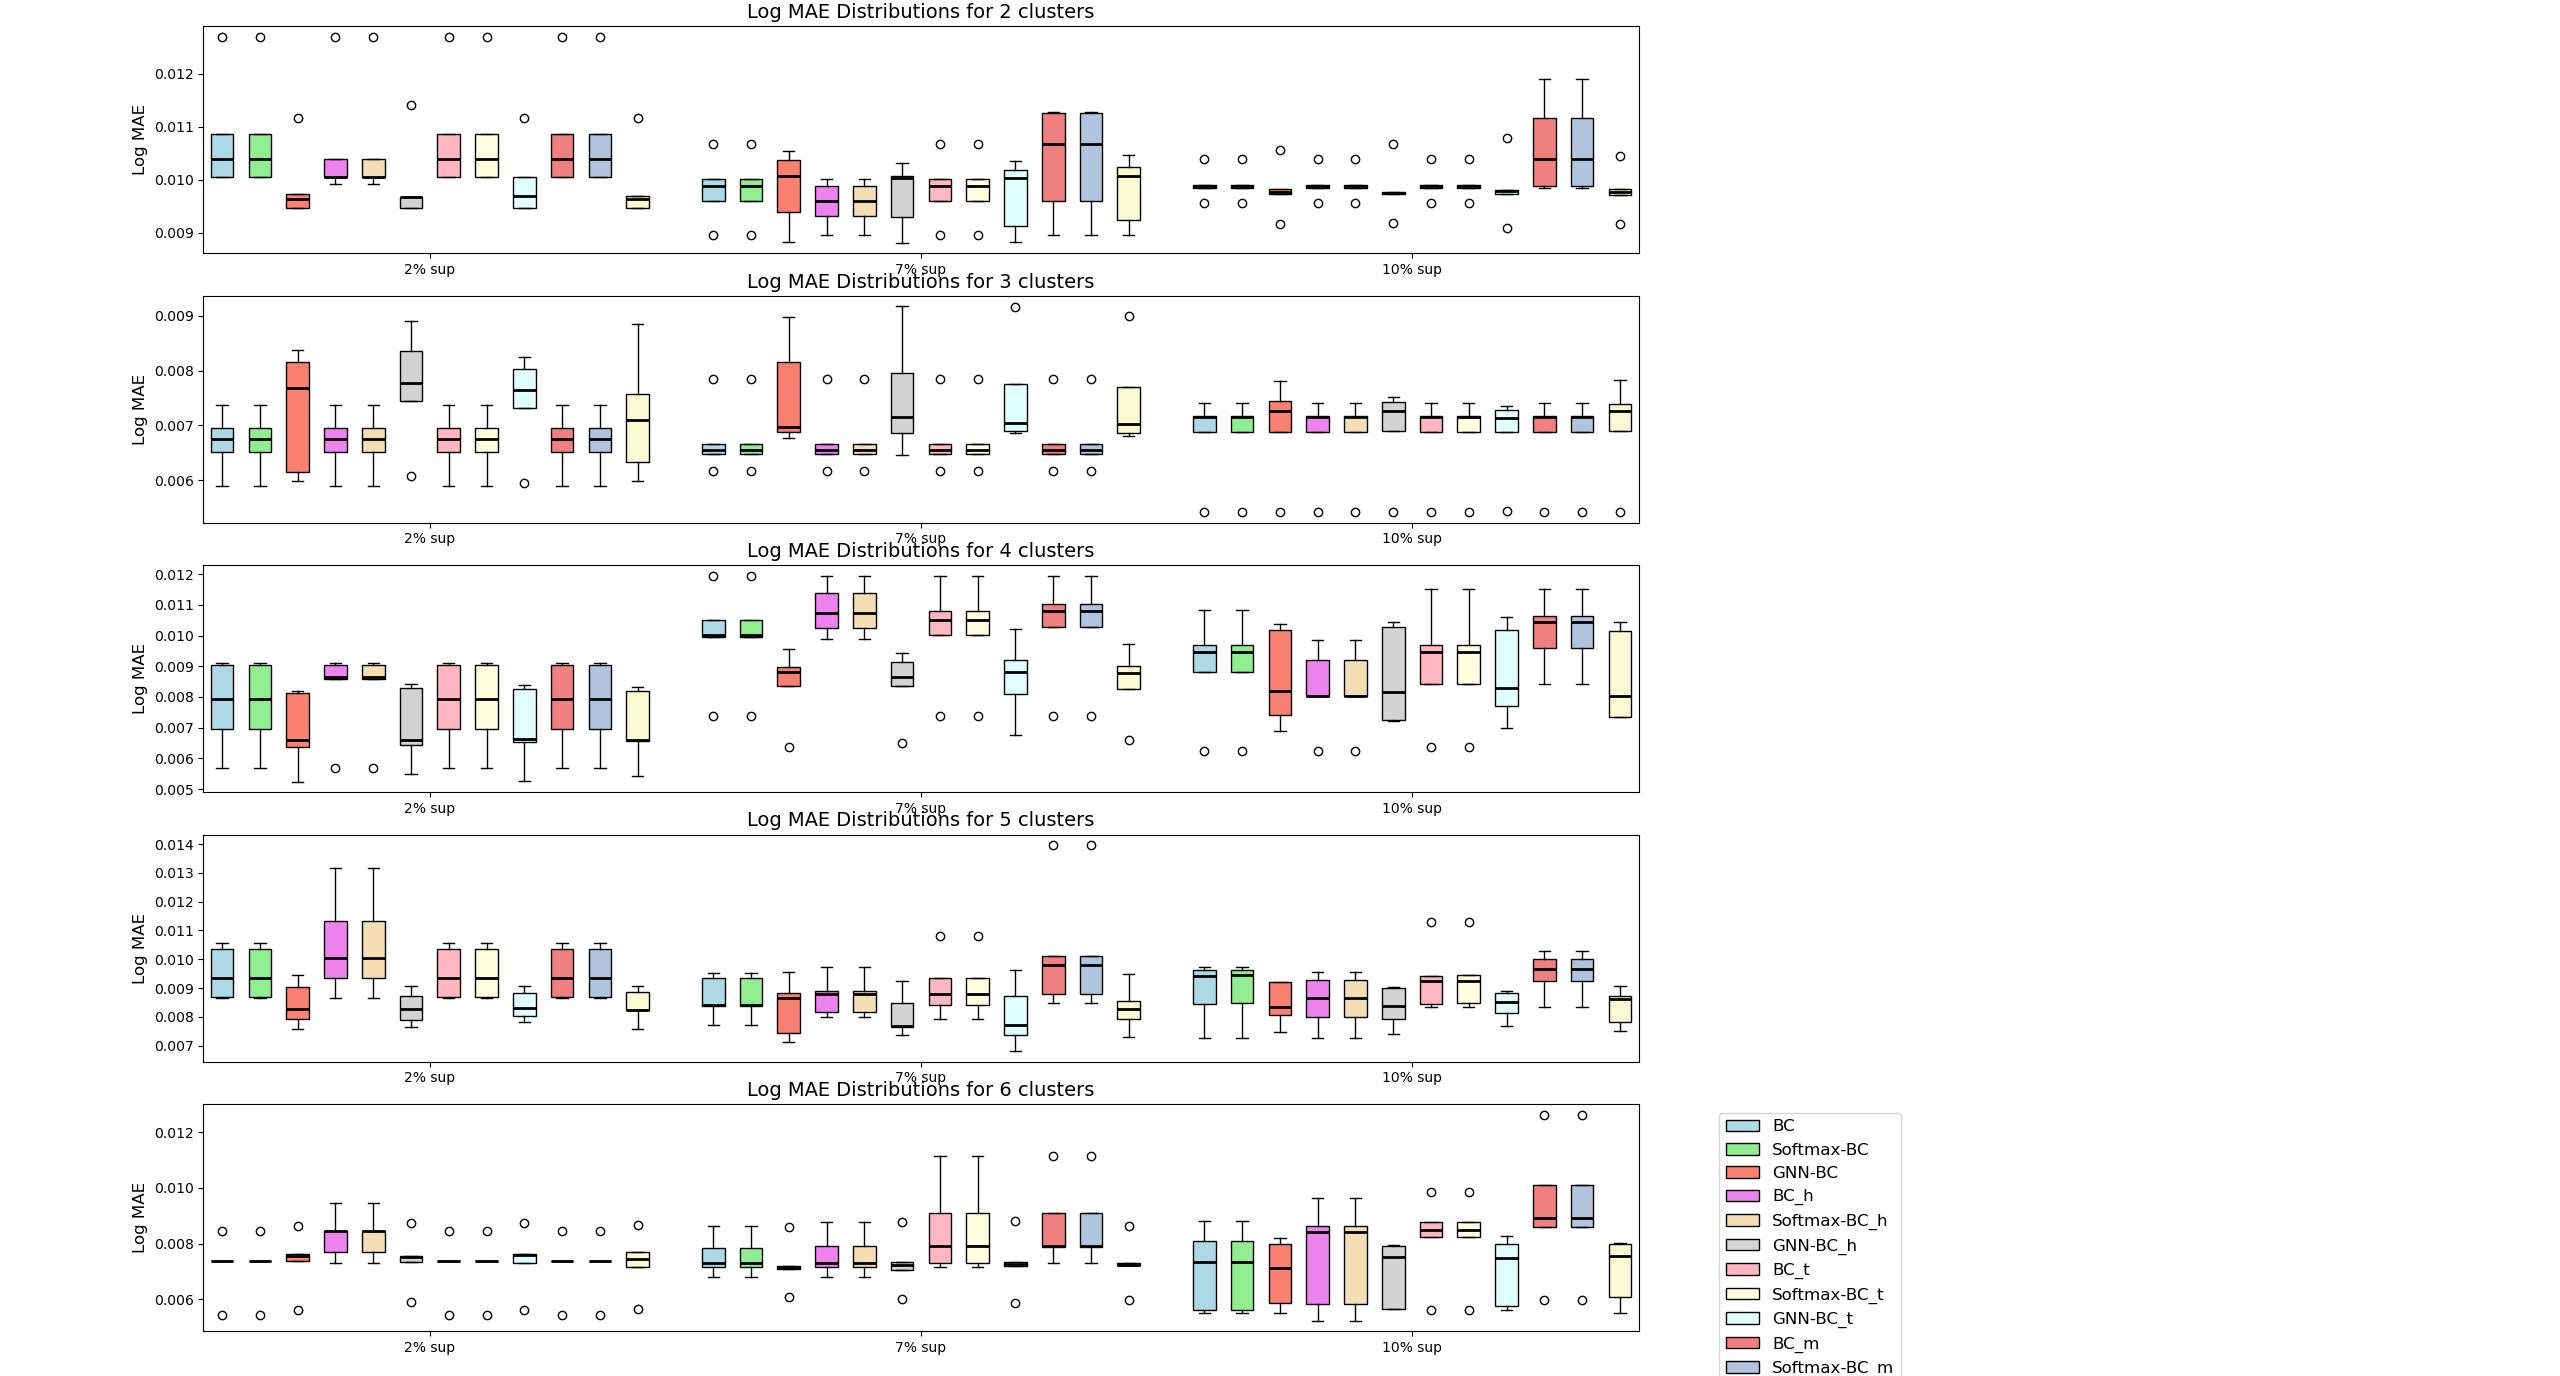 Log MAE Distributions for 2 clusters
Log MAE
0.012
0.011
0.010
0.009
2% sup
7% sup
10% sup
Log MAE Distributions for 3 clusters
Log MAE
0.009
0.008
0.007
0.006
2% sup
7% sup
10% sup
Log MAE Distributions for 4 clusters
Log MAE
0.012
0.011
0.010
0.009
0.008
0.007
0.006
0.005
2% sup
7% sup
10% sup
Log MAE Distributions for 5 clusters
Log MAE
0.014
0.013
0.012
0.011
0.010
0.009
0.008
0.007
2% sup
7% sup
10% sup
Log MAE Distributions for 6 clusters
Log MAE
0.012
0.010
0.008
0.006
2% sup
7% sup
10% sup
BC
Softmax-BC
GNN-BC
BC_h
Softmax-BC_h
GNN-BC_h
BC_t
Softmax-BC_t
GNN-BC_t
BC_m
Softmax-BC_m